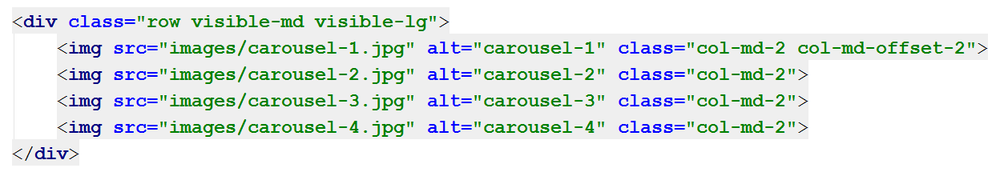 <div class="row visible-md visible-lg">
    <img src="images/carousel-1.jpg" alt="carousel-1" class="col-md-2 col-md-offset-2">
    <img src="images/carousel-2.jpg" alt="carousel-2" class="col-md-2">
    <img src="images/carousel-3.jpg" alt="carousel-3" class="col-md-2">
    <img src="images/carousel-4.jpg" alt="carousel-4" class="col-md-2">
</div>